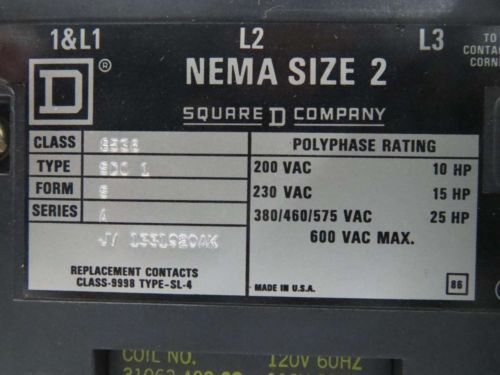 1&L1 L2 L3 TO
CONTAC
CORNE
D ® NEMA SIZE 2
SQUARE D COMPANY
CLASS
TYPE
FORM
SERIES A
REPLACEMENT CONTACTS
CLASS-9998 TYPE-SL-4
POLYPHASE RATING
200 VAC 10 HP
230 VAC 15 HP
380/460/575 VAC 25 HP
600 VAC MAX.
MADE IN U.S.A. 86
COIL NO. 120V 60HZ